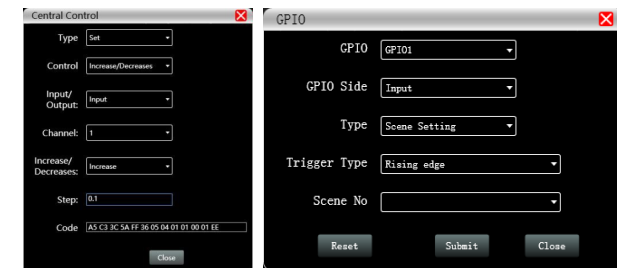 Central Control
Type Set
Control Increase/Decreases
Input/
Output: Input
Channel: 1
Increase/
Decreases: Increase
Step: 0.1
Code A5 C3 3C 5A FF 36 05 04 01 01 00 01 EE
Close
GPIO
GPIO GPIO1
GPIO Side Input
Type Scene Setting
Trigger Type Rising edge
Scene No
Reset Submit Close